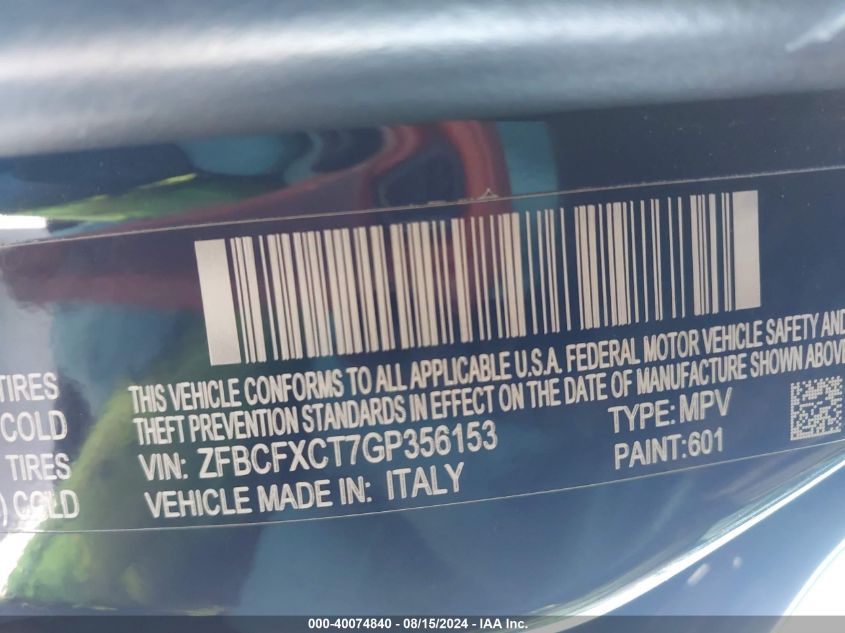 THIS VEHICLE CONFORMS TO ALL APPLICABLE U.S.A. FEDERAL MOTOR VEHICLE SAFETY AND
THEFT PREVENTION STANDARDS IN EFFECT ON THE DATE OF MANUFACTURE SHOWN ABOVE
TIRES
COLD
VIN: ZFBCFXCT7GP356153
TYPE: MPV
TIRES
VEHICLE MADE IN: ITALY
PAINT: 601
) COLD
000-40074840 - 08/15/2024 - IAA Inc.